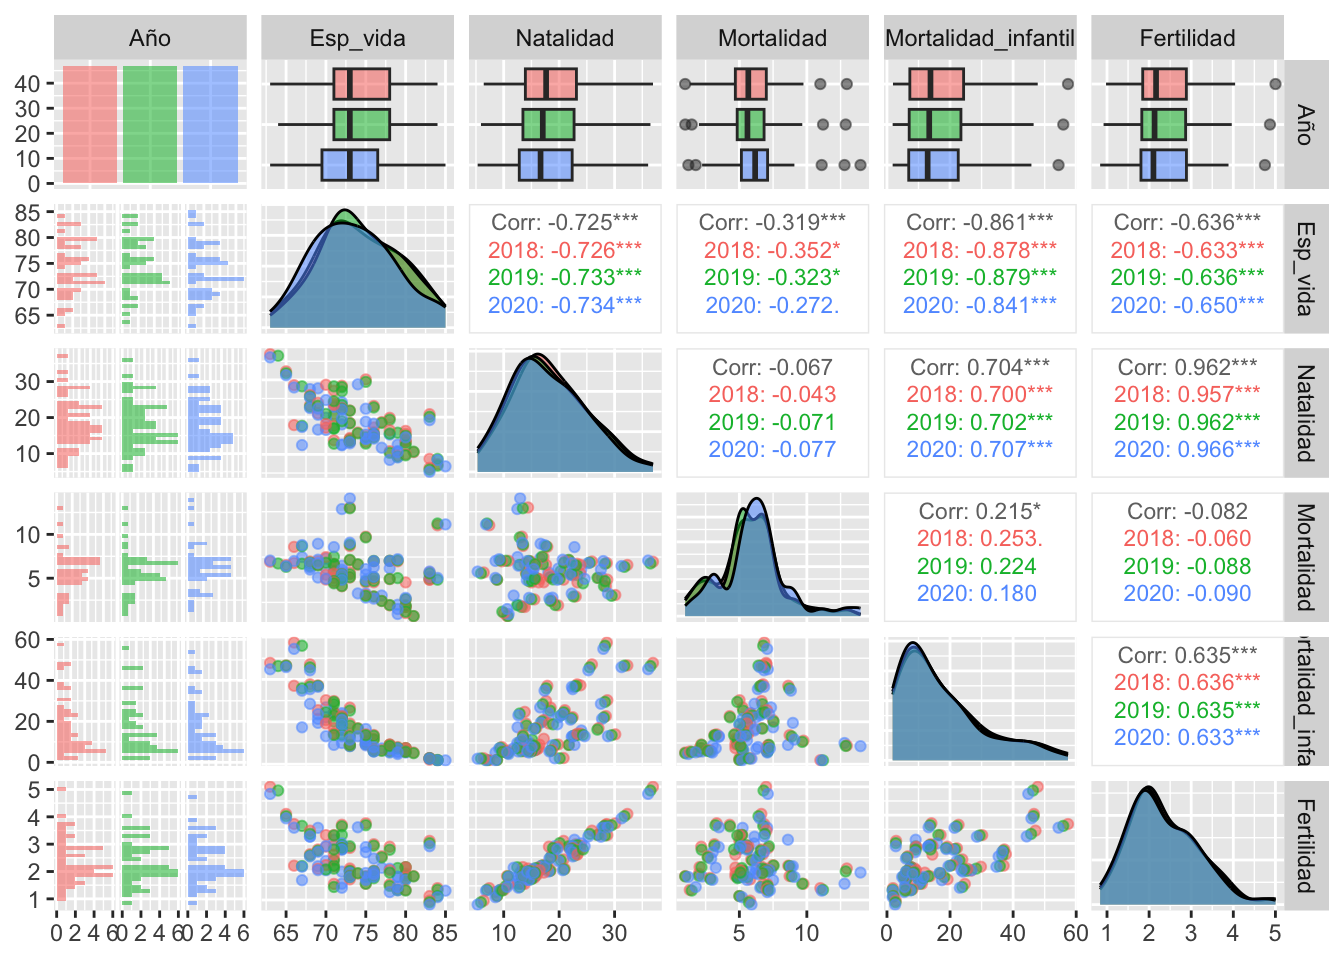 Año Esp_vida Natalidad Mortalidad Mortalidad_infantil Fertilidad
40
30
20
10
0
Año
85
80
75
70
65
Corr: -0.725*** Corr: -0.319*** Corr: -0.861*** Corr: -0.636***
2018: -0.726*** 2018: -0.352* 2018: -0.878*** 2018: -0.633***
2019: -0.733*** 2019: -0.323* 2019: -0.879*** 2019: -0.636***
2020: -0.734*** 2020: -0.272. 2020: -0.841*** 2020: -0.650***
Esp_vida
30
20
10
Corr: -0.067 Corr: 0.704*** Corr: 0.962***
2018: -0.043 2018: 0.700*** 2018: 0.957***
2019: -0.071 2019: 0.702*** 2019: 0.962***
2020: -0.077 2020: 0.707*** 2020: 0.966***
Natalidad
10
5
Corr: 0.215* Corr: -0.082
2018: 0.253. 2018: -0.060
2019: 0.224 2019: -0.088
2020: 0.180 2020: -0.090
Mortalidad
60
40
20
0
Corr: 0.635***
2018: 0.636***
2019: 0.635***
2020: 0.633***
rtalidad_infa
5
4
3
2
1
Fertilidad
0 2 4 6 0 2 4 6 0 2 4 6 65 70 75 80 85 10 20 30 5 10 0 20 40 60 1 2 3 4 5